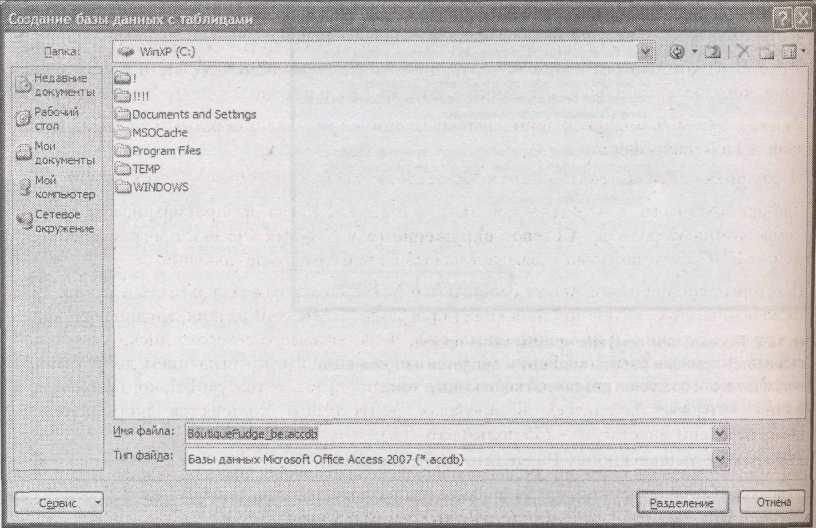 Создание базы данных с таблицами
Папка:
WinXP (C:)
Недавние документы
Рабочий стол
Мои документы
Мой компьютер
Сетевое окружение
!
!!!!
Documents and Settings
MSOCache
Program Files
TEMP
WINDOWS
Имя файла:
BoutiqueFudge_be.accdb
Тип файла:
Базы данных Microsoft Office Access 2007 (*.accdb)
Сервис
Разделение
Отмена